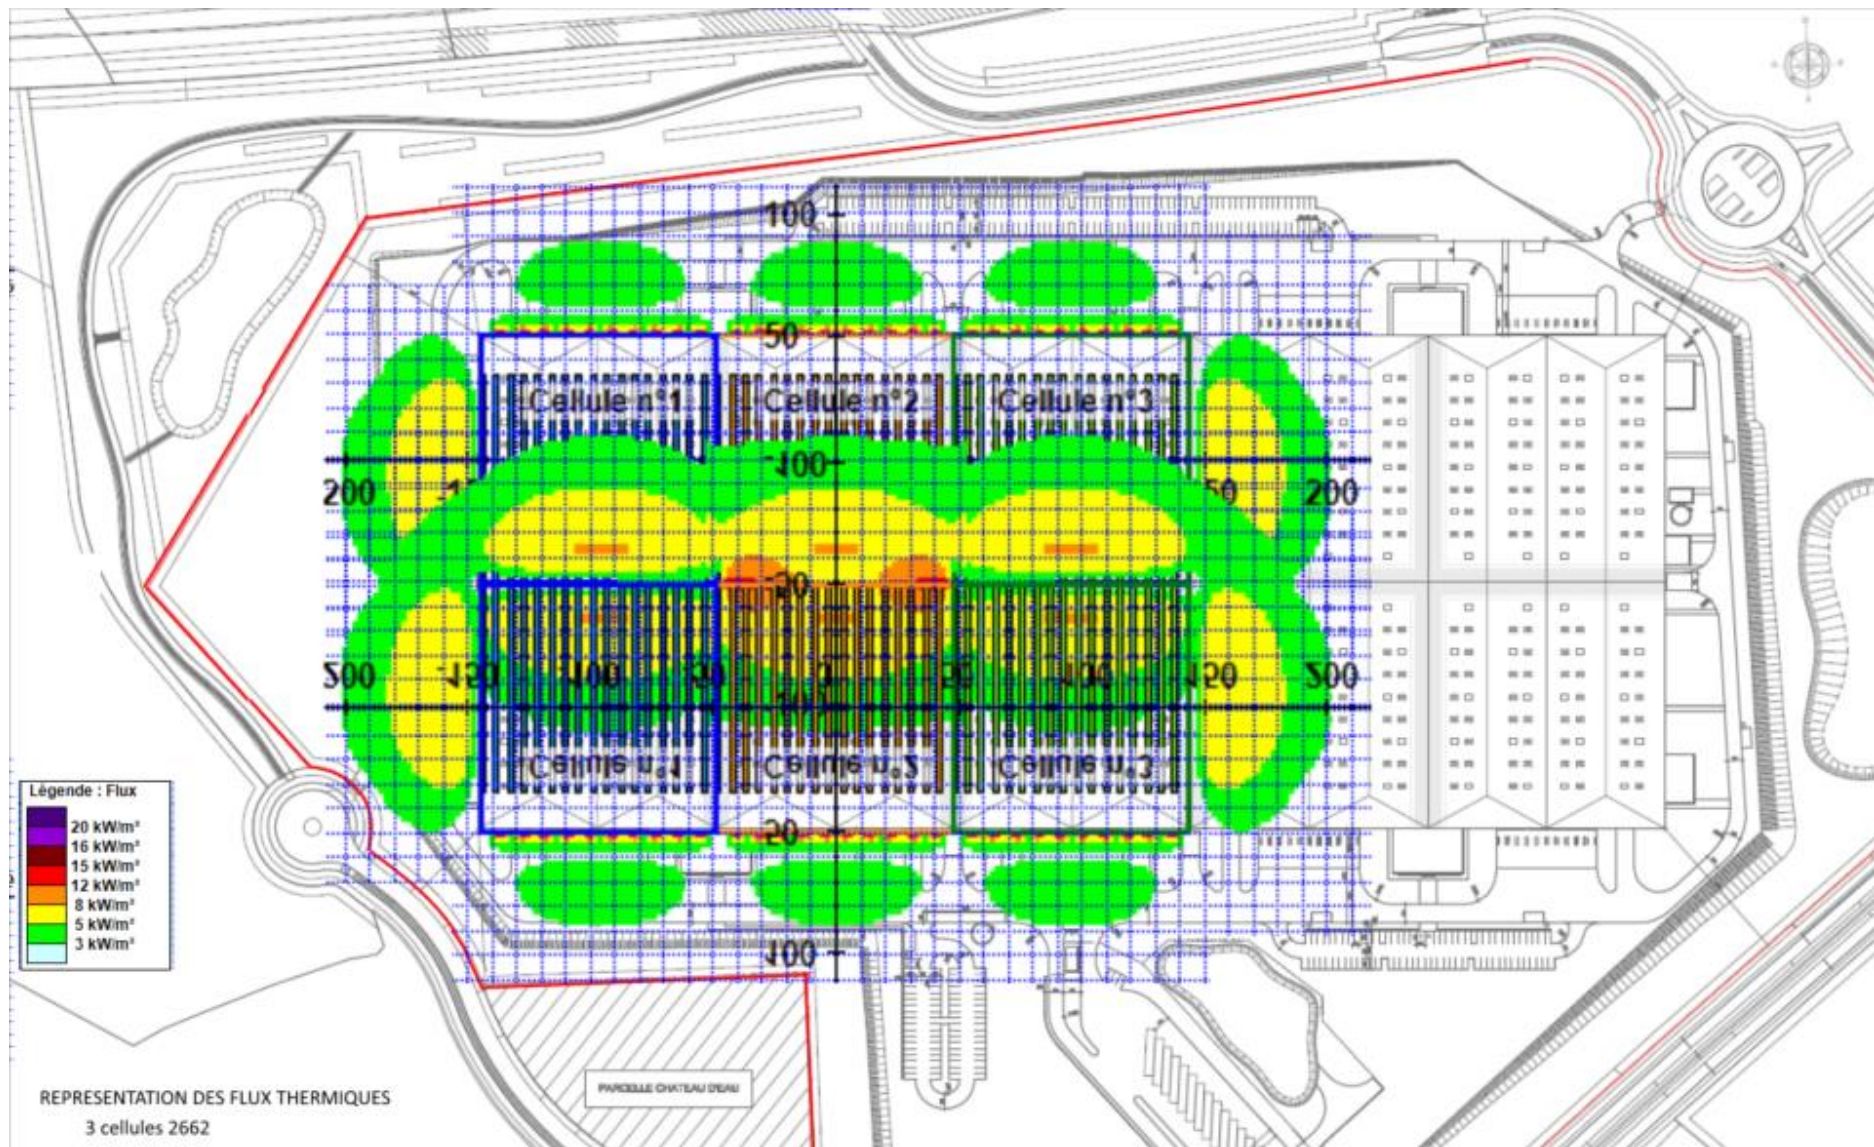 100
50
Cellule n°1 Cellule n°2 Cellule n°3
-100
200 50 200
-50
200 -150 -100 -50 50 100 150 200
Cellule n°1 Cellule n°2 Cellule n°3
50
100
Légende : Flux
20 kW/m²
16 kW/m²
15 kW/m²
12 kW/m²
8 kW/m²
5 kW/m²
3 kW/m²
PARCELLE CHATEAU D'EAU
REPRESENTATION DES FLUX THERMIQUES
3 cellules 2662